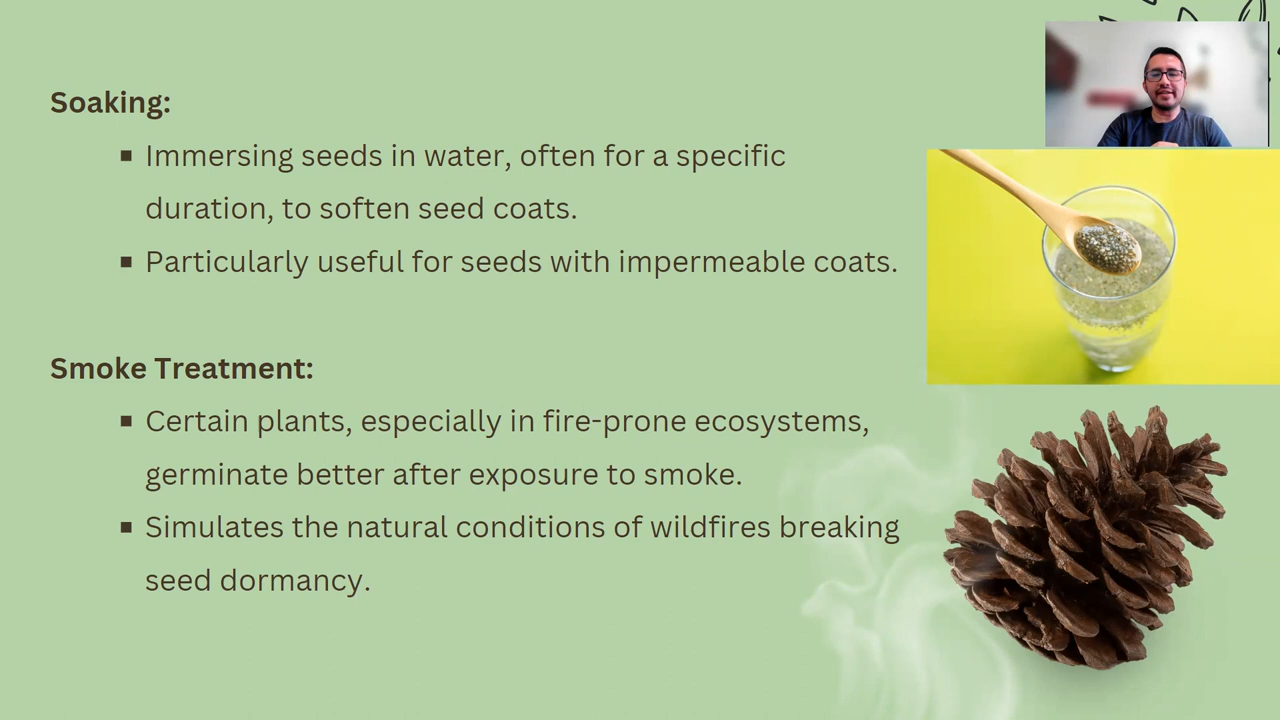 Soaking:
▪ Immersing seeds in water, often for a specific
duration, to soften seed coats.
▪ Particularly useful for seeds with impermeable coats.
Smoke Treatment:
▪ Certain plants, especially in fire-prone ecosystems,
germinate better after exposure to smoke.
▪ Simulates the natural conditions of wildfires breaking
seed dormancy.